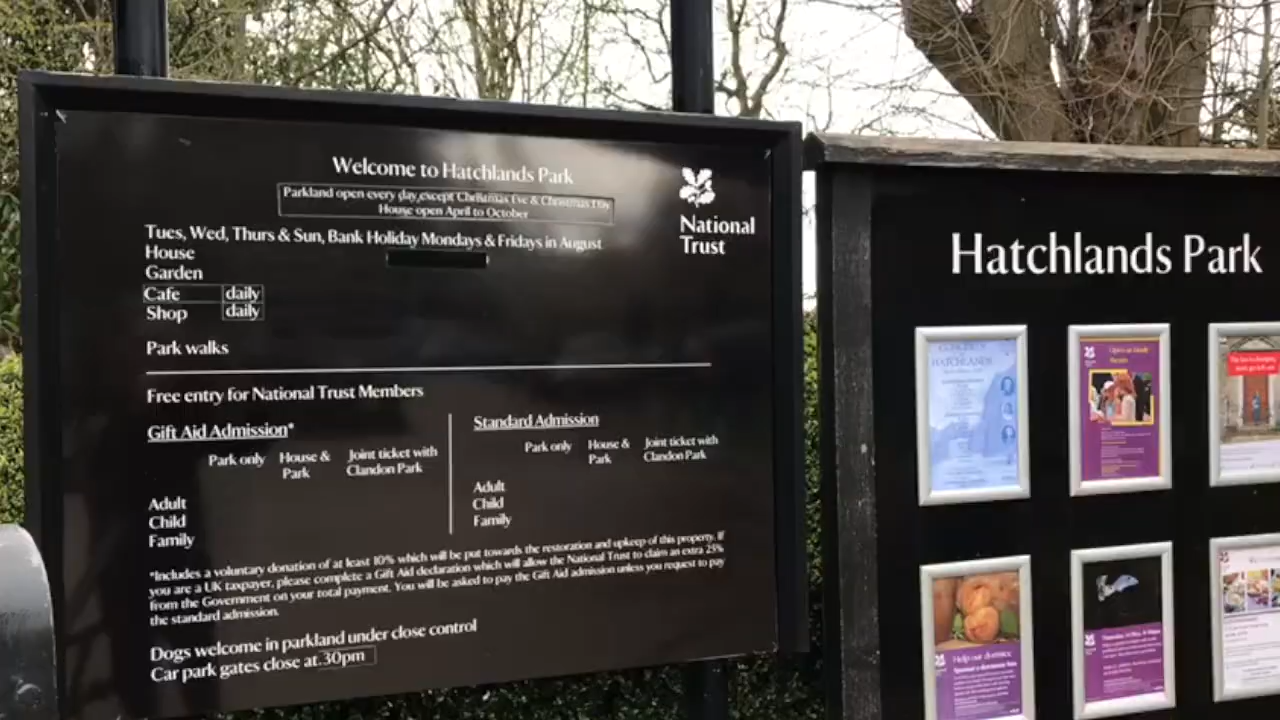 Welcome to Hatchlands Park
Parkland open every day, except Christmas Eve & Christmas Day
House open April to October
National
Trust
Tues, Wed, Thurs & Sun, Bank Holiday Mondays & Fridays in August
House
Garden
Cafe daily
Shop daily
Park walks
Free entry for National Trust Members
Gift Aid Admission*
Park only House & Park Joint ticket with Clandon Park
Adult
Child
Family
Standard Admission
Park only House & Park Joint ticket with Clandon Park
Adult
Child
Family
*Includes a voluntary donation of at least 10% which will be put towards the restoration and upkeep of this property. If
you are a UK taxpayer, please complete a Gift Aid declaration which will allow the National Trust to claim an extra 25%
from the Government on your total payment. You will be asked to pay the Gift Aid admission unless you request to pay
the standard admission.
Dogs welcome in parkland under close control
Car park gates close at .30pm
Hatchlands Park
HATCHLANDS
Help our dormice
Sponsor a dormouse box